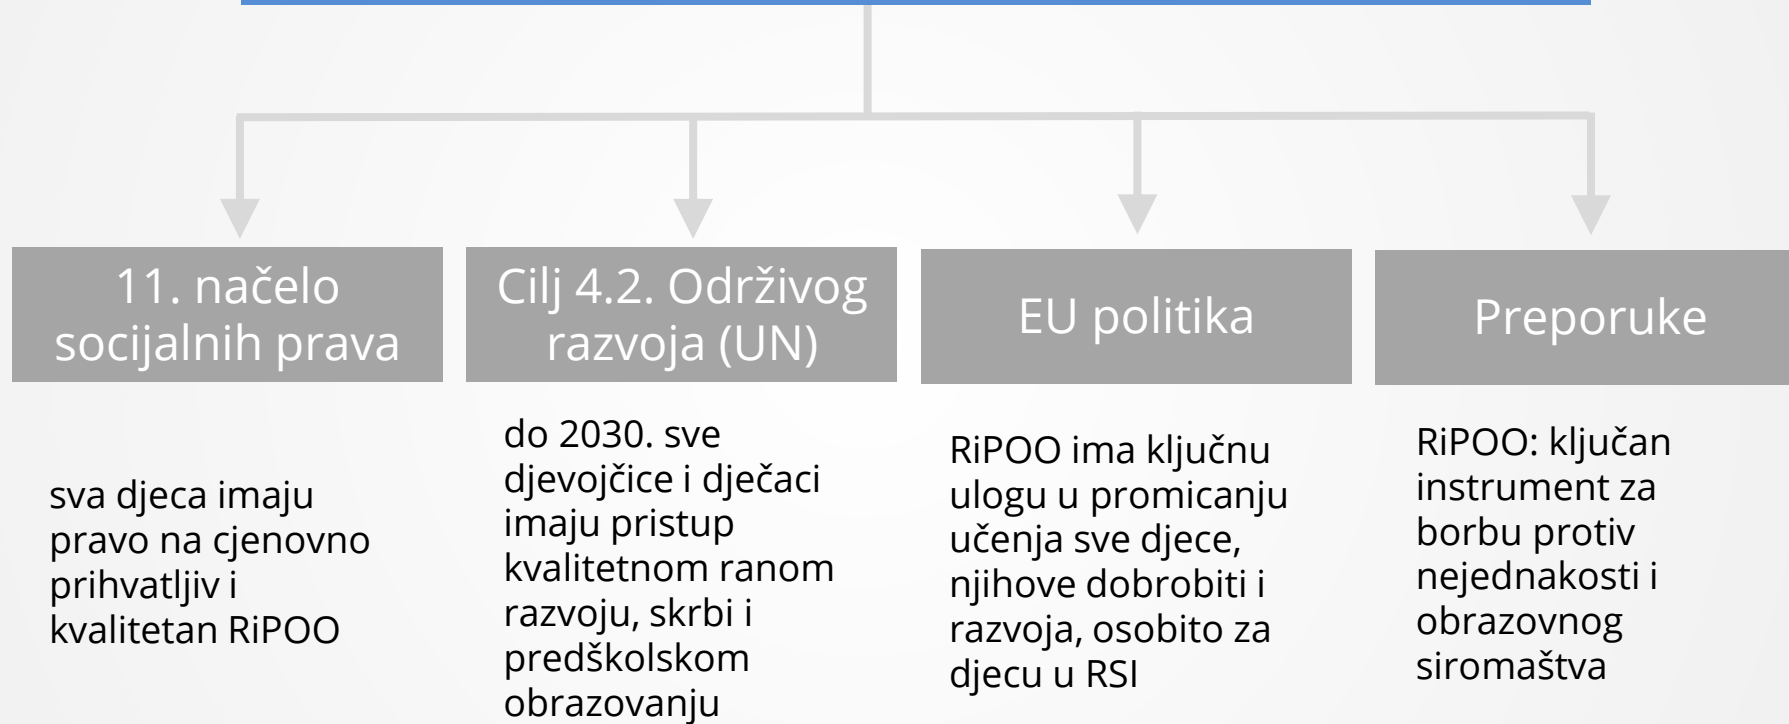 11. načelo
socijalnih prava
Cilj 4.2. Održivog
razvoja (UN)
EU politika
Preporuke
sva djeca imaju
pravo na cjenovno
prihvatljiv i
kvalitetan RiPOO
do 2030. sve
djevojčice i dječaci
imaju pristup
kvalitetnom ranom
razvoju, skrbi i
predškolskom
obrazovanju
RiPOO ima ključnu
ulogu u promicanju
učenja sve djece,
njihove dobrobiti i
razvoja, osobito za
djecu u RSI
RiPOO: ključan
instrument za
borbu protiv
nejednakosti i
obrazovnog
siromaštva